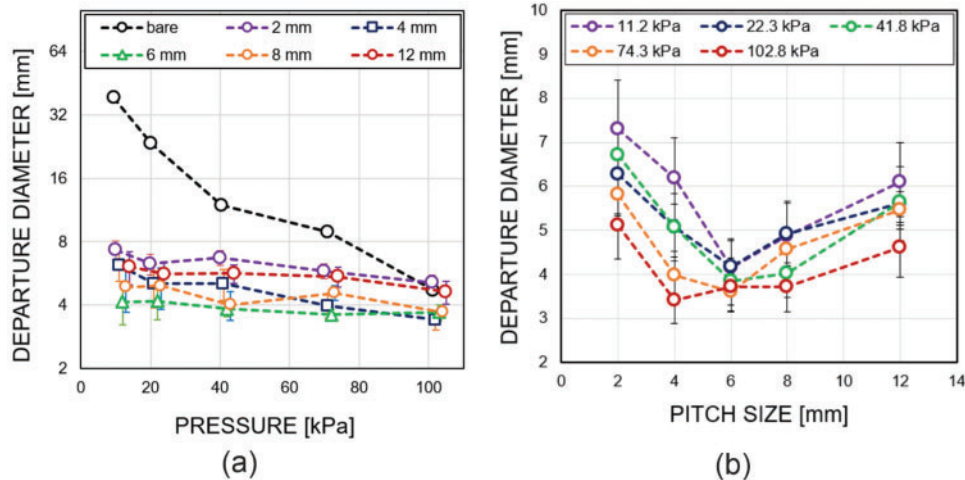 bare 2 mm 4 mm
6 mm 8 mm 12 mm
DEPARTURE DIAMETER [mm]
64
32
16
8
4
2
0 20 40 60 80 100
PRESSURE [kPa]
(a)
11.2 kPa 22.3 kPa 41.8 kPa
74.3 kPa 102.8 kPa
DEPARTURE DIAMETER [mm]
10
9
8
7
6
5
4
3
2
0 2 4 6 8 10 12 14
PITCH SIZE [mm]
(b)